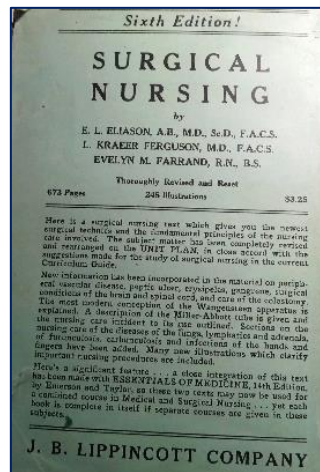 Sixth Edition!
SURGICAL
NURSING
by
E. L. ELIASON, A.B., M.D., Sc.D., F.A.C.S.
L. KRAEER FERGUSON, M.D., F.A.C.S.
EVELYN M. FARRAND, R.N., B.S.
Thoroughly Revised and Reset
673 Pages 245 Illustrations $3.25
Here is a surgical nursing text which gives you the newest
surgical technics and the fundamental principles of the nursing
care involved. The subject matter has been completely revised
and rearranged on the UNIT PLAN, in close accord with the
suggestions made for the study of surgical nursing in the current
Curriculum Guide.
New information has been incorporated in the material on periph-
eral vascular disease, peptic ulcer, erysipelas, gangrene, surgical
conditions of the brain and spinal cord, and care of the colostomy.
The most modern conception of the Wangensteen apparatus is
explained. A description of the Miller-Abbott tube is given and
the nursing care incident to its use outlined. Sections on the
nursing care of the diseases of the lungs, lymphatics and adrenals,
of furunculosis, carbunculosis and infections of the hands and
fingers have been added. Many new illustrations which clarify
important nursing procedures are included.
Here's a significant feature . . . a close integration of this text
has been made with ESSENTIALS OF MEDICINE, 14th Edition,
by Emerson and Taylor, so these two texts may now be used for
a combined course in Medical and Surgical Nursing . . . yet each
book is complete in itself if separate courses are given in these
subjects.
J. B. LIPPINCOTT COMPANY